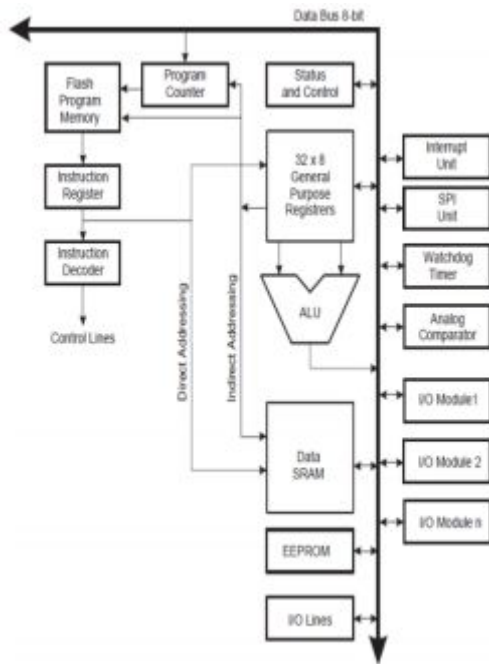 Data Bus 8-bit
Flash
Program
Memory
Program
Counter
Status
and Control
Instruction
Register
32 x 8
General
Purpose
Registrers
Interrupt
Unit
SPI
Unit
Instruction
Decoder
Watchdog
Timer
Control Lines
Direct Addressing
Indirect Addressing
ALU
Analog
Comparator
I/O Module1
Data
SRAM
I/O Module 2
I/O Module n
EEPROM
I/O Lines